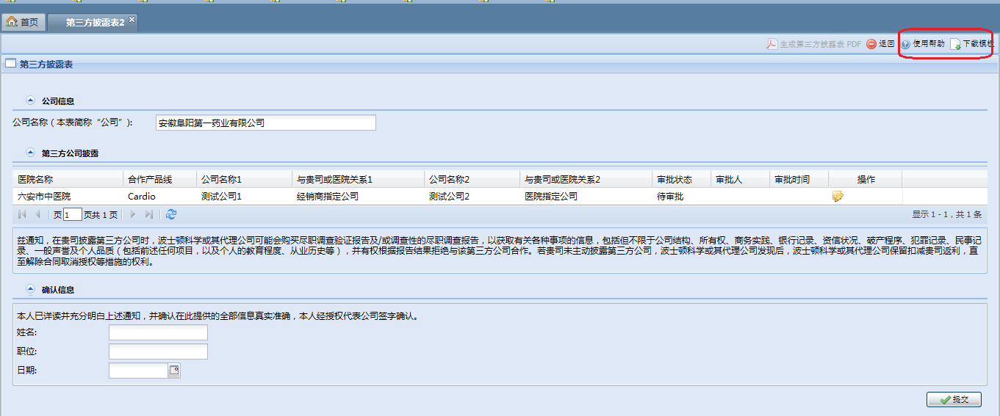 首页 第三方披露表2
生成第三方披露表 PDF 返回 使用帮助 下载模板
第三方披露表
公司信息
公司名称(本表简称“公司”): 安徽阜阳第一药业有限公司
第三方公司披露
医院名称 合作产品线 公司名称1 与贵司或医院关系1 公司名称2 与贵司或医院关系2 审批状态 审批人 审批时间 操作
六安市中医院 Cardio 测试公司1 经销商指定公司 测试公司2 医院指定公司 待审批
页 1 页共 1 页 显示 1 - 1，共 1 条
兹通知，在贵司披露第三方公司时，波士顿科学或其代理公司可能会购买尽职调查验证报告及/或调查性的尽职调查报告，以获取有关各种事项的信息，包括但不限于公司结构、所有权、商务实践、银行记录、资信状况、破产程序、犯罪记录、民事记
录、一般声誉及个人品质（包括前述任何项目，以及个人的教育程度、从业历史等），并有权根据报告结果拒绝与该第三方公司合作。若贵司未主动披露第三方公司，波士顿科学或其代理公司发现后，波士顿科学或其代理公司保留扣减贵司返利，直
至解除合同取消授权等措施的权利。
确认信息
本人已详读并充分明白上述通知，并确认在此提供的全部信息真实准确，本人经授权代表公司签字确认。
姓名:
职位:
日期:
提交